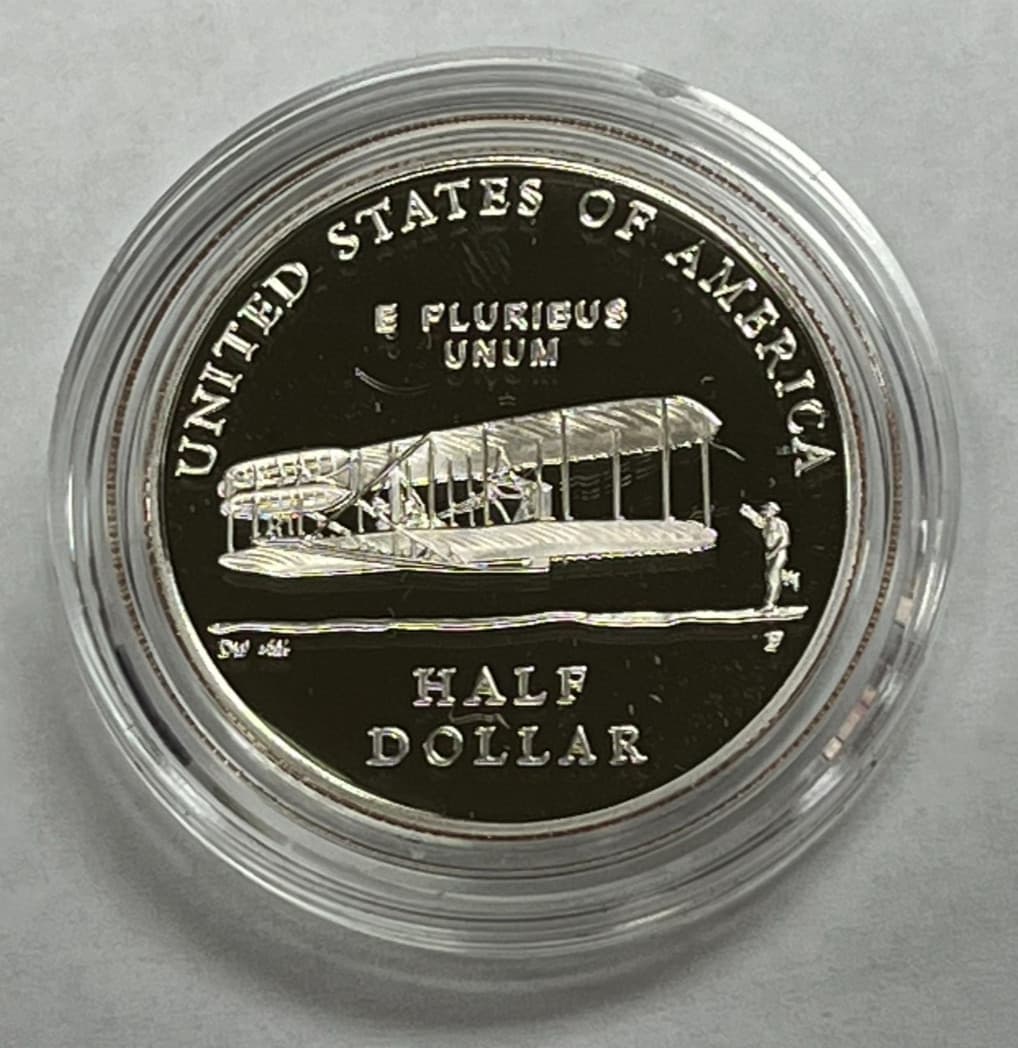 UNITED STATES OF AMERICA
E PLURIBUS
UNUM
P
HALF
DOLLAR